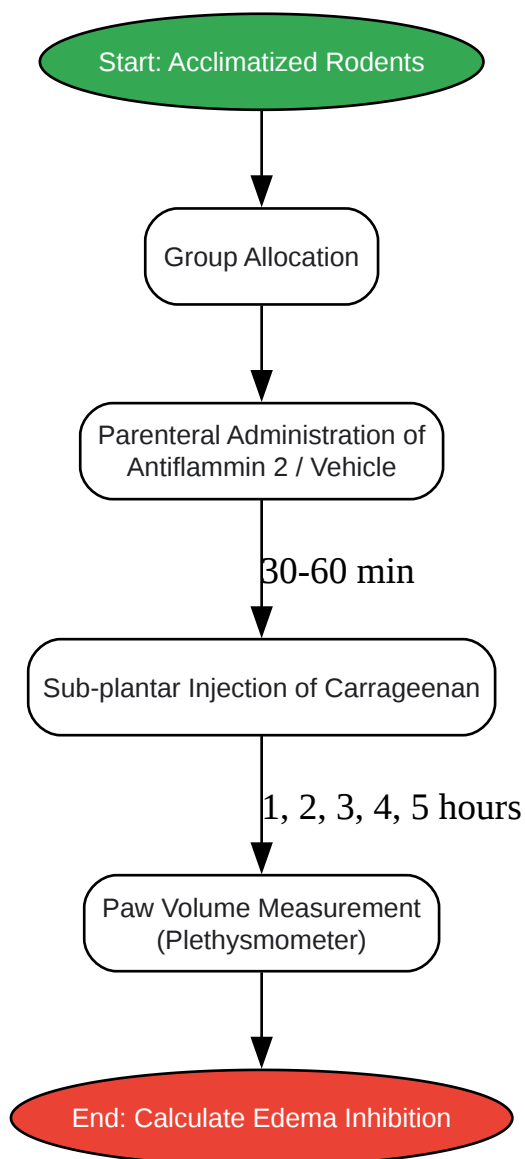 Start: Acclimatized Rodents
Group Allocation
Parenteral Administration of
Antiflammin 2 / Vehicle
30-60 min
Sub-plantar Injection of Carrageenan
1, 2, 3, 4, 5 hours
Paw Volume Measurement
(Plethysmometer)
End: Calculate Edema Inhibition